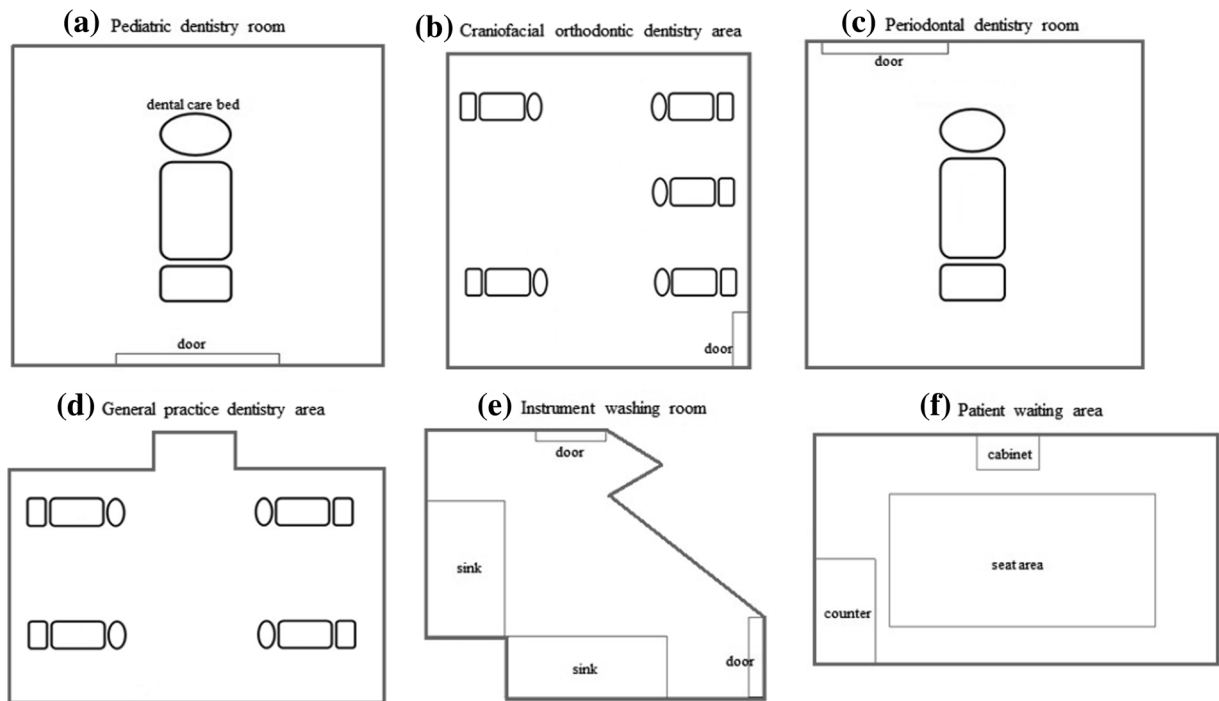 (a) Pediatric dentistry room
dental care bed
door
(b) Craniofacial orthodontic dentistry area
door
(c) Periodontal dentistry room
door
(d) General practice dentistry area
(e) Instrument washing room
door
sink
sink
door
(f) Patient waiting area
cabinet
seat area
counter